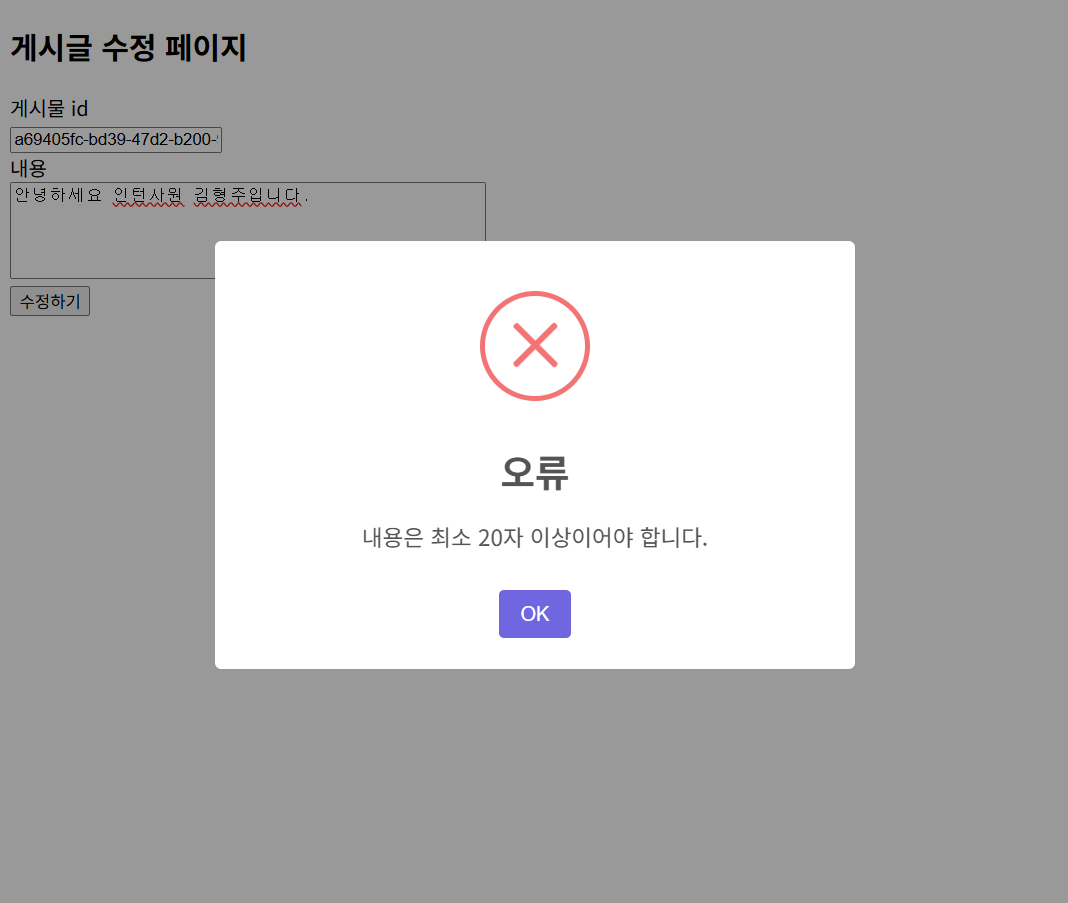 게시글 수정 페이지
게시물 id
a69405fc-bd39-47d2-b200-
내용
안녕하세요 인턴사원 김형주입니다.
수정하기
오류
내용은 최소 20자 이상이어야 합니다.
OK